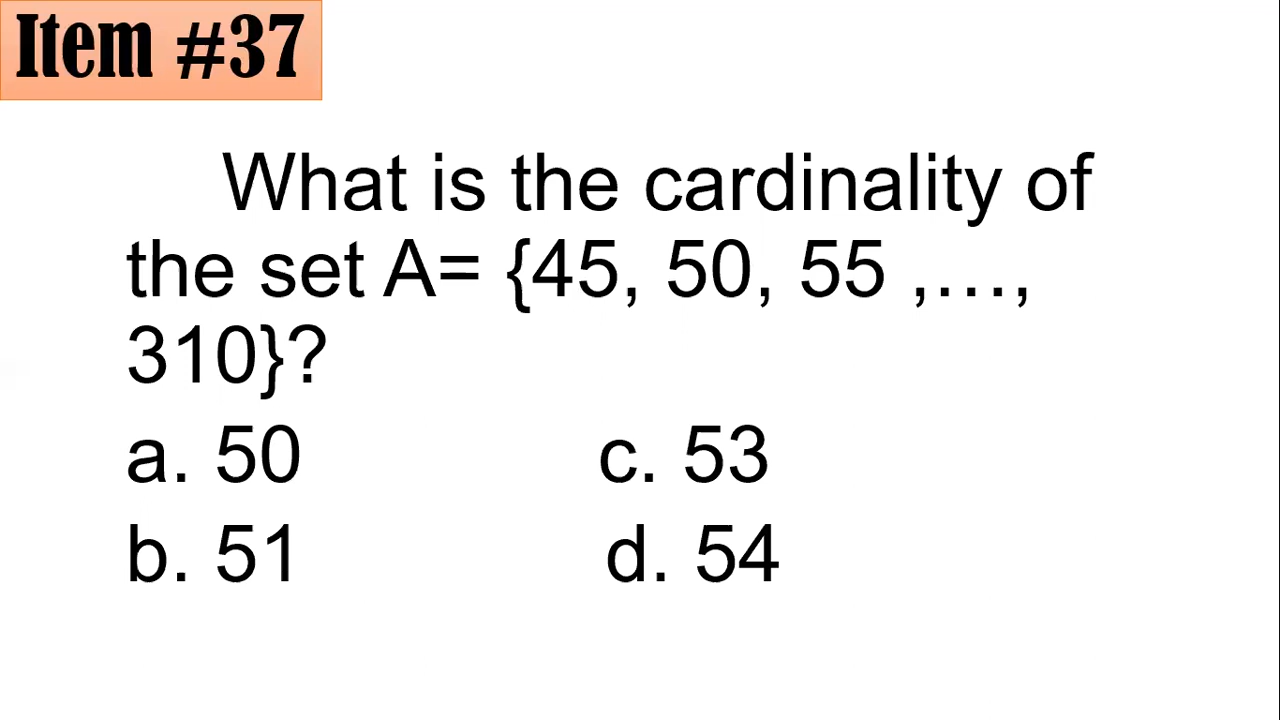 Item #37
What is the cardinality of
the set A= {45, 50, 55 ,…,
310}?
a. 50 c. 53
b. 51 d. 54